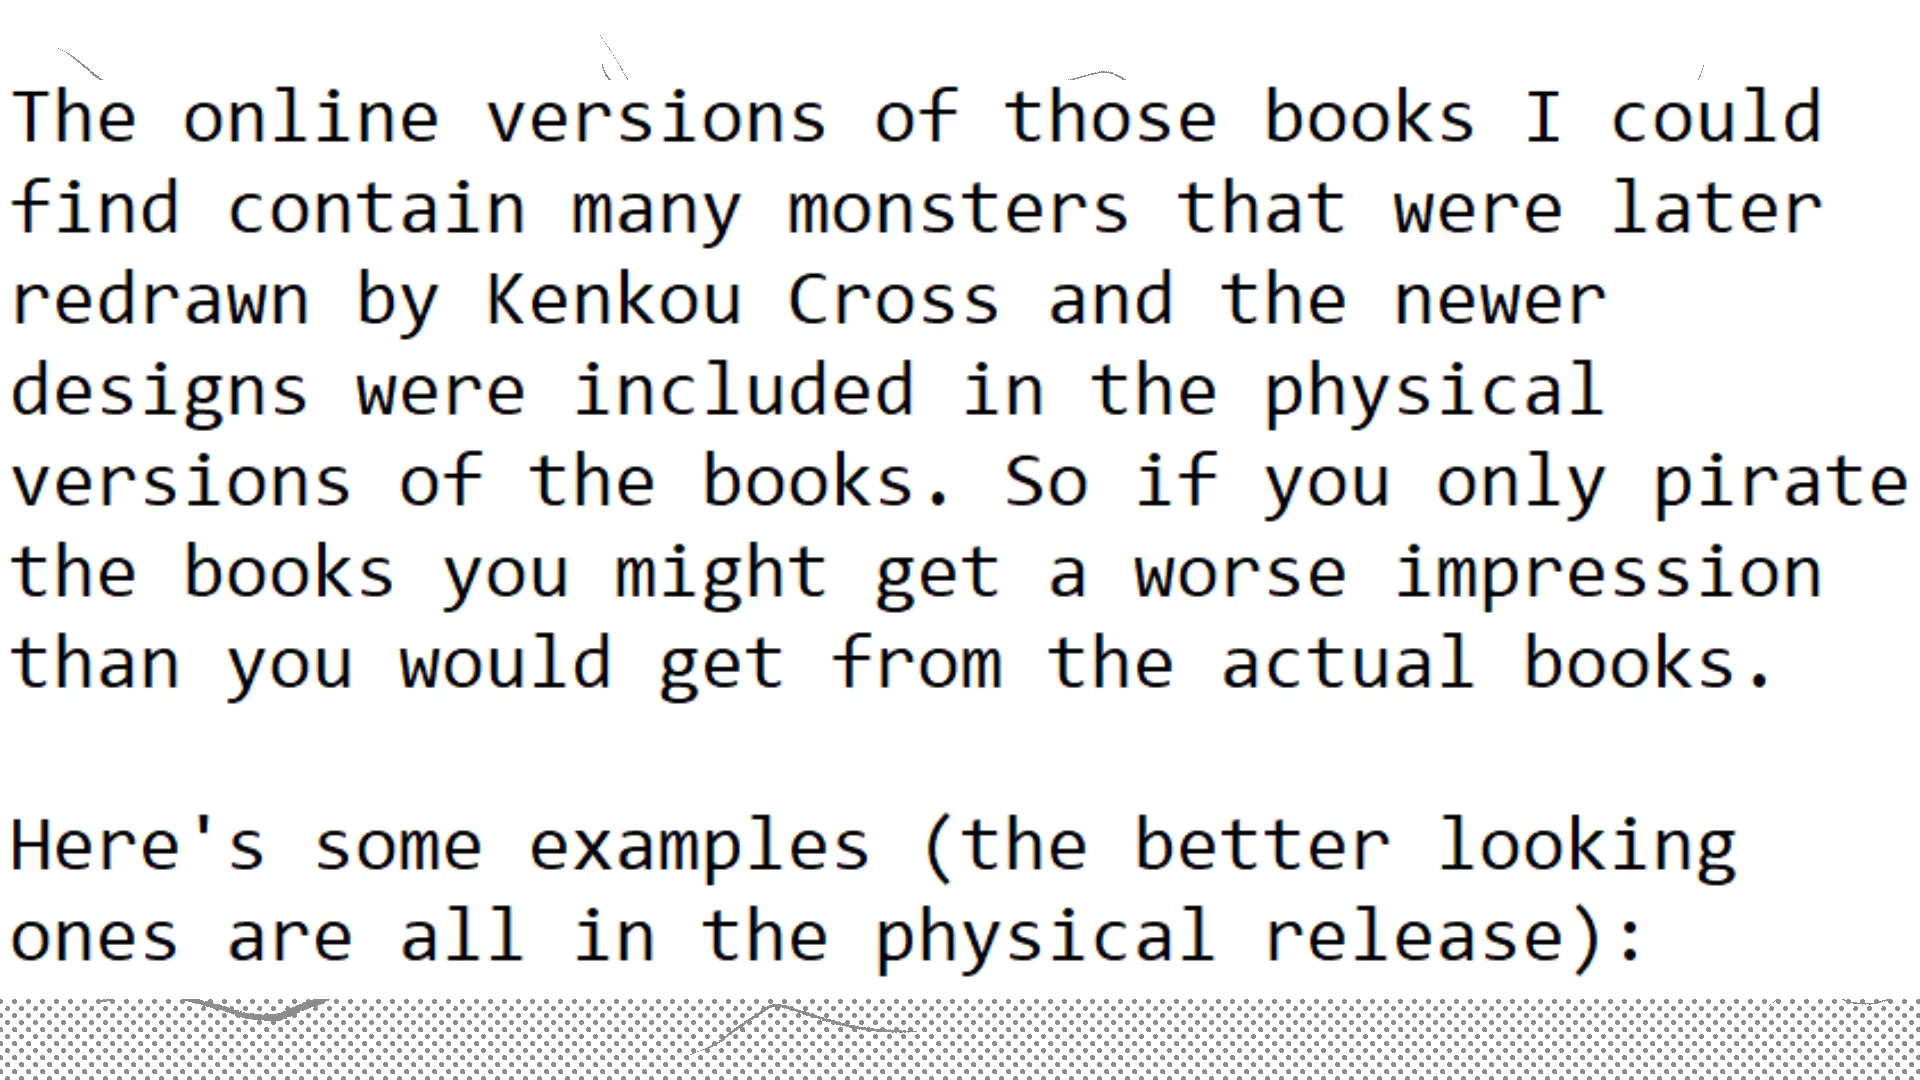 The online versions of those books I could
find contain many monsters that were later
redrawn by Kenkou Cross and the newer
designs were included in the physical
versions of the books. So if you only pirate
the books you might get a worse impression
than you would get from the actual books.
Here's some examples (the better looking
ones are all in the physical release):